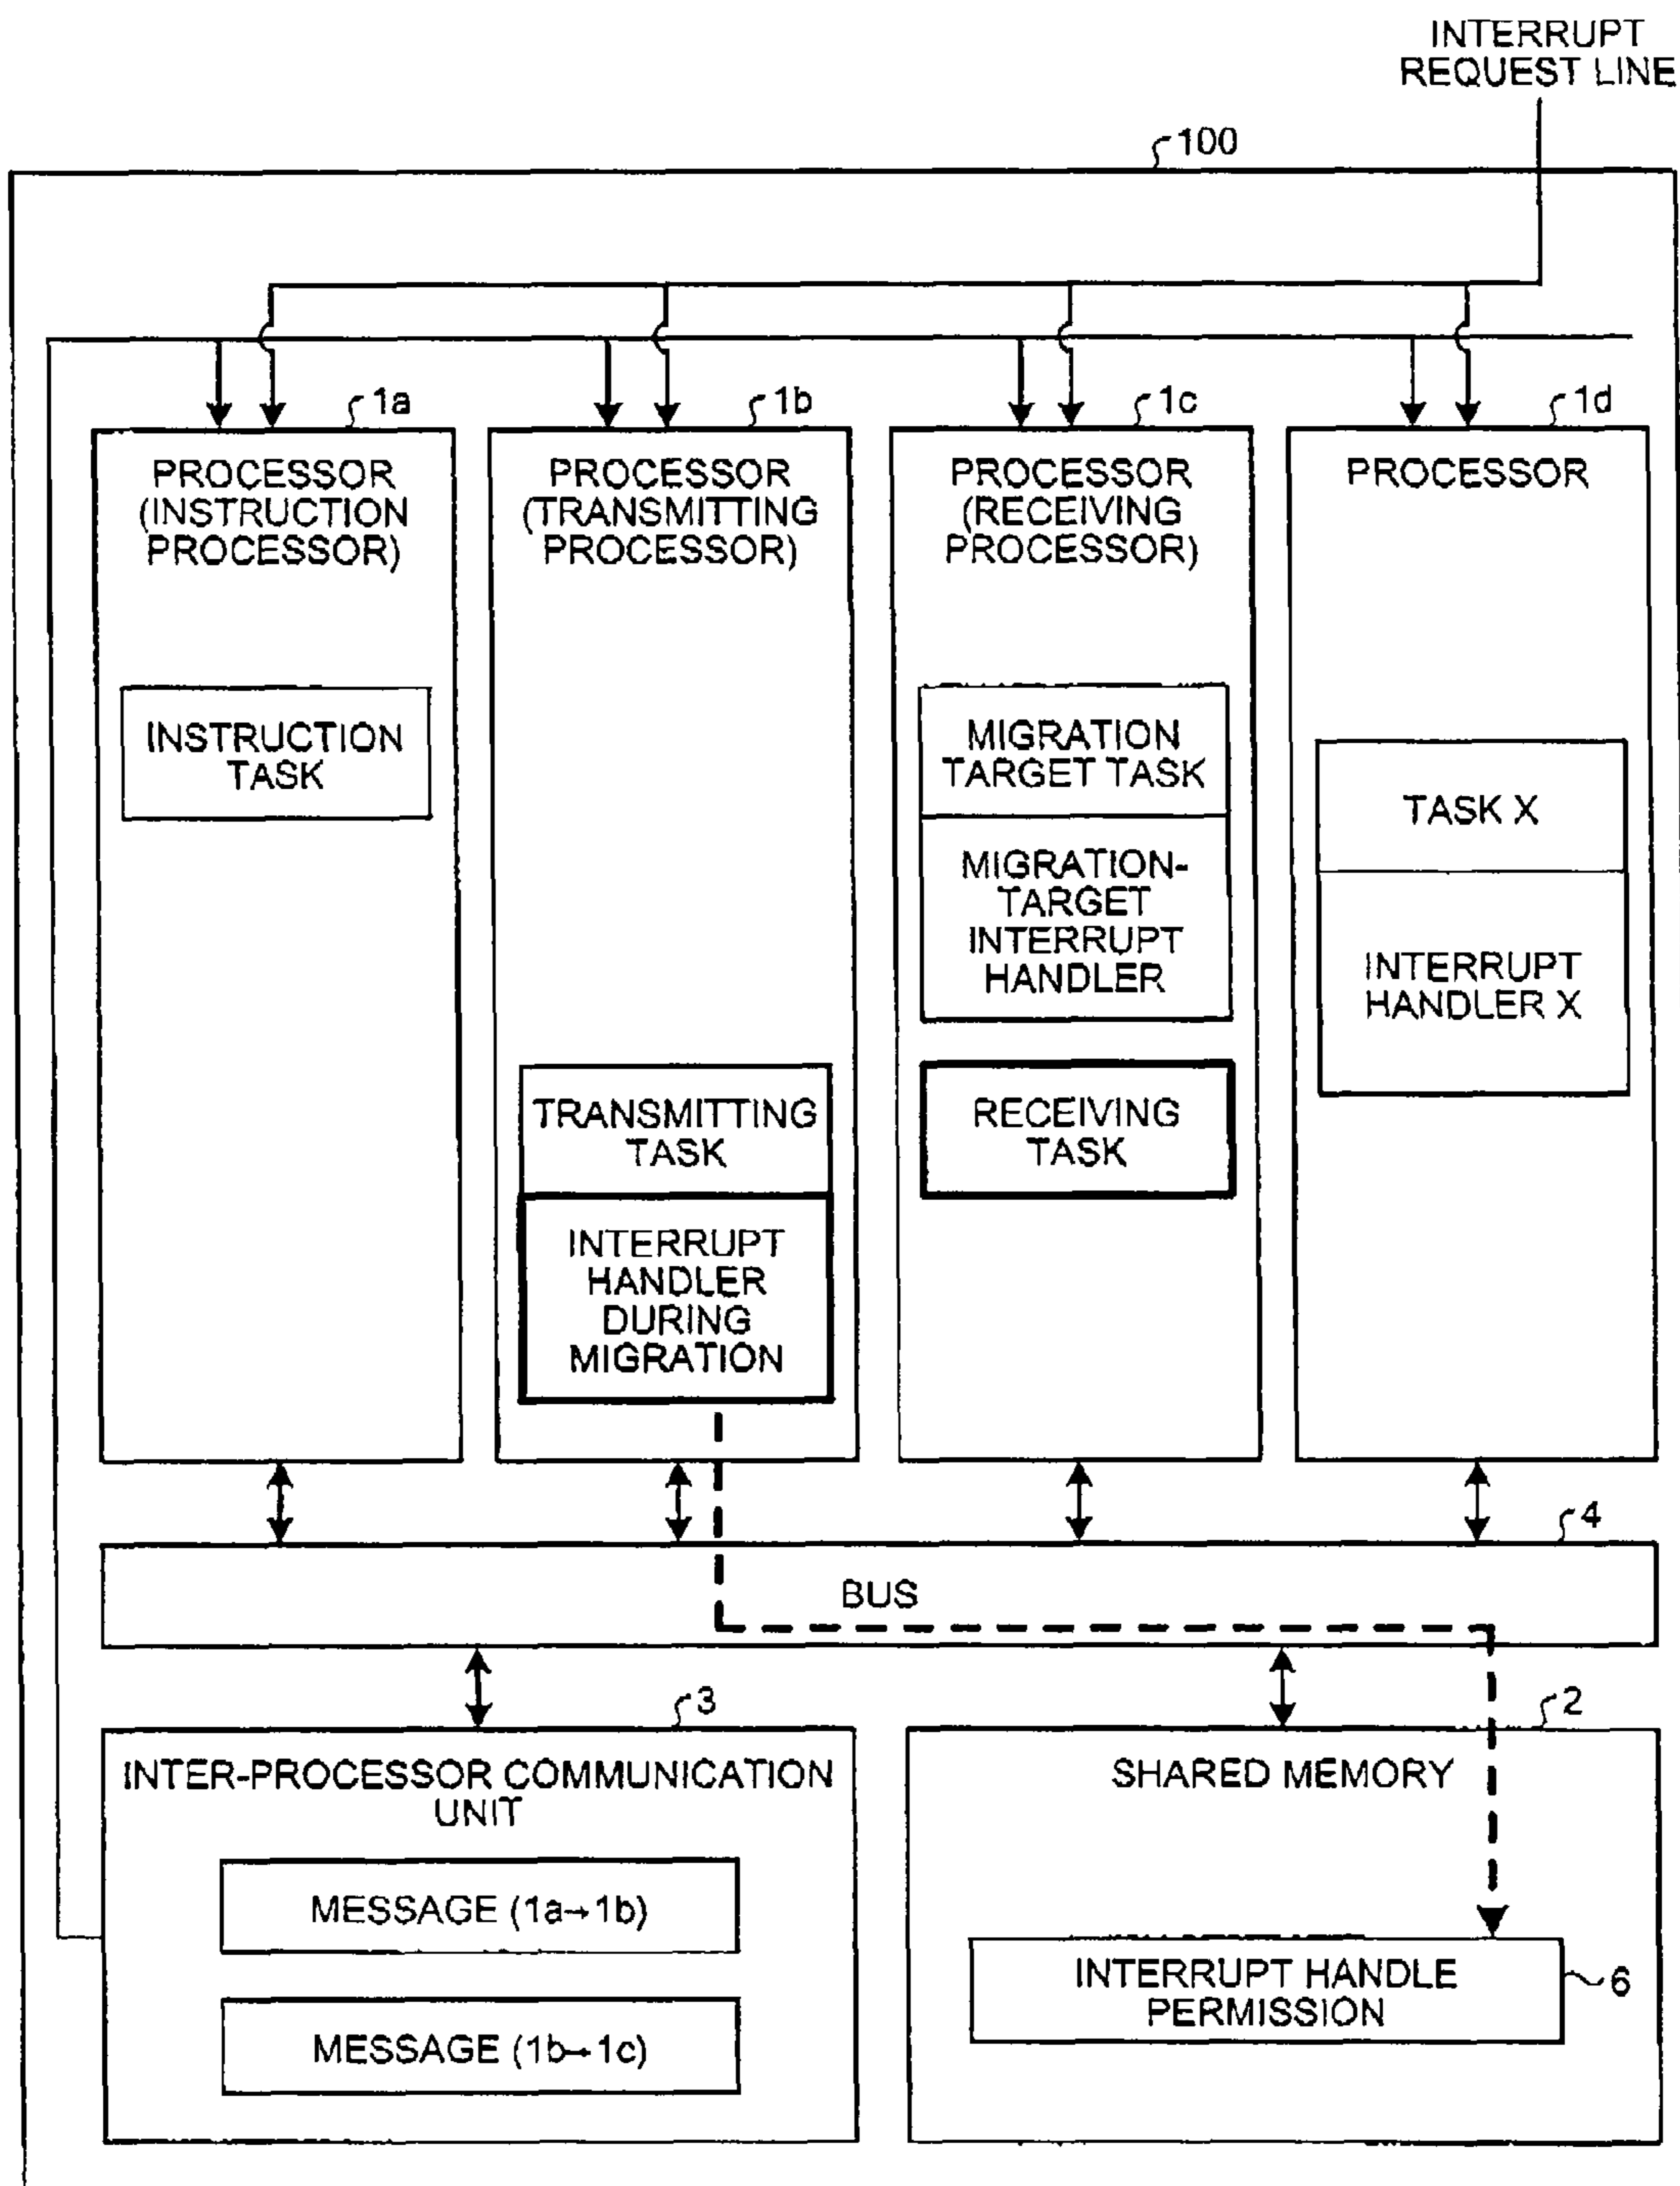 INTERRUPT
REQUEST LINE
100
1a
1b
1c
1d
PROCESSOR
(INSTRUCTION
PROCESSOR)
PROCESSOR
(TRANSMITTING
PROCESSOR)
PROCESSOR
(RECEIVING
PROCESSOR)
PROCESSOR
INSTRUCTION
TASK
MIGRATION
TARGET TASK
MIGRATION-
TARGET
INTERRUPT
HANDLER
TASK X
INTERRUPT
HANDLER X
TRANSMITTING
TASK
INTERRUPT
HANDLER
DURING
MIGRATION
RECEIVING
TASK
4
BUS
3
INTER-PROCESSOR COMMUNICATION
UNIT
MESSAGE (1a→1b)
MESSAGE (1b→1c)
2
SHARED MEMORY
INTERRUPT HANDLE
PERMISSION
6